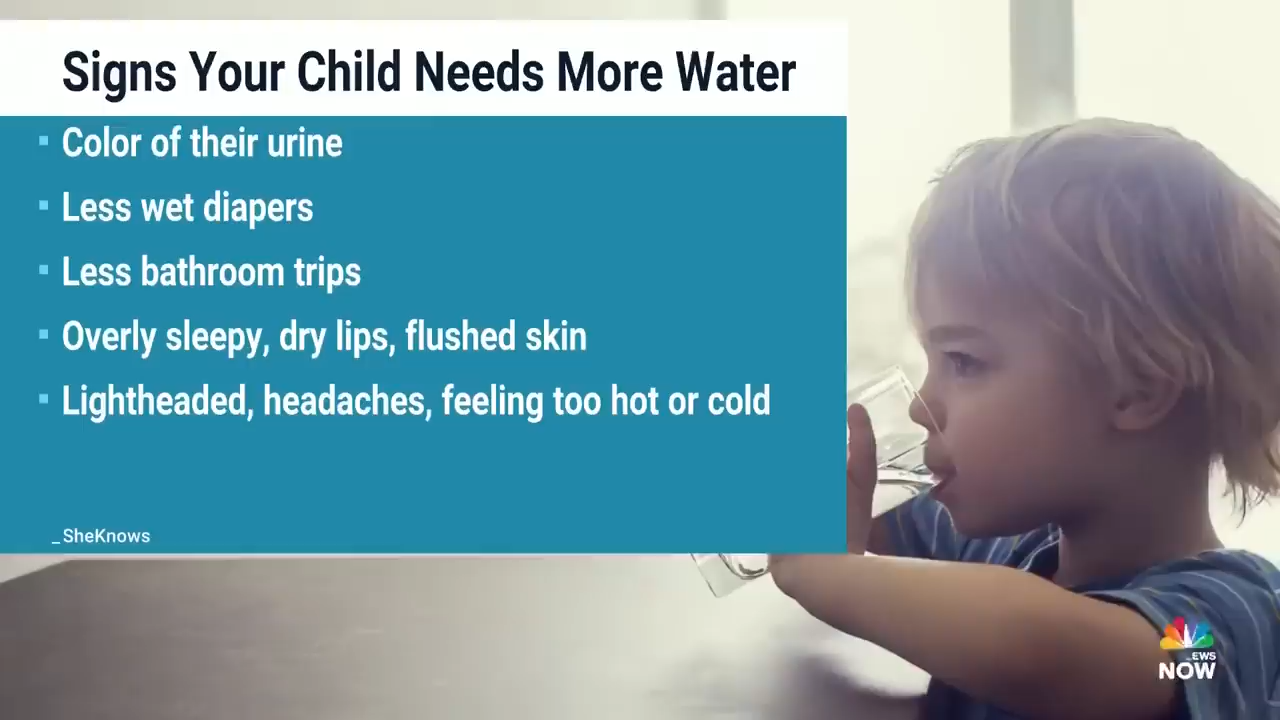 Signs Your Child Needs More Water
Color of their urine
Less wet diapers
Less bathroom trips
Overly sleepy, dry lips, flushed skin
Lightheaded, headaches, feeling too hot or cold
_SheKnows
_EWS
NOW